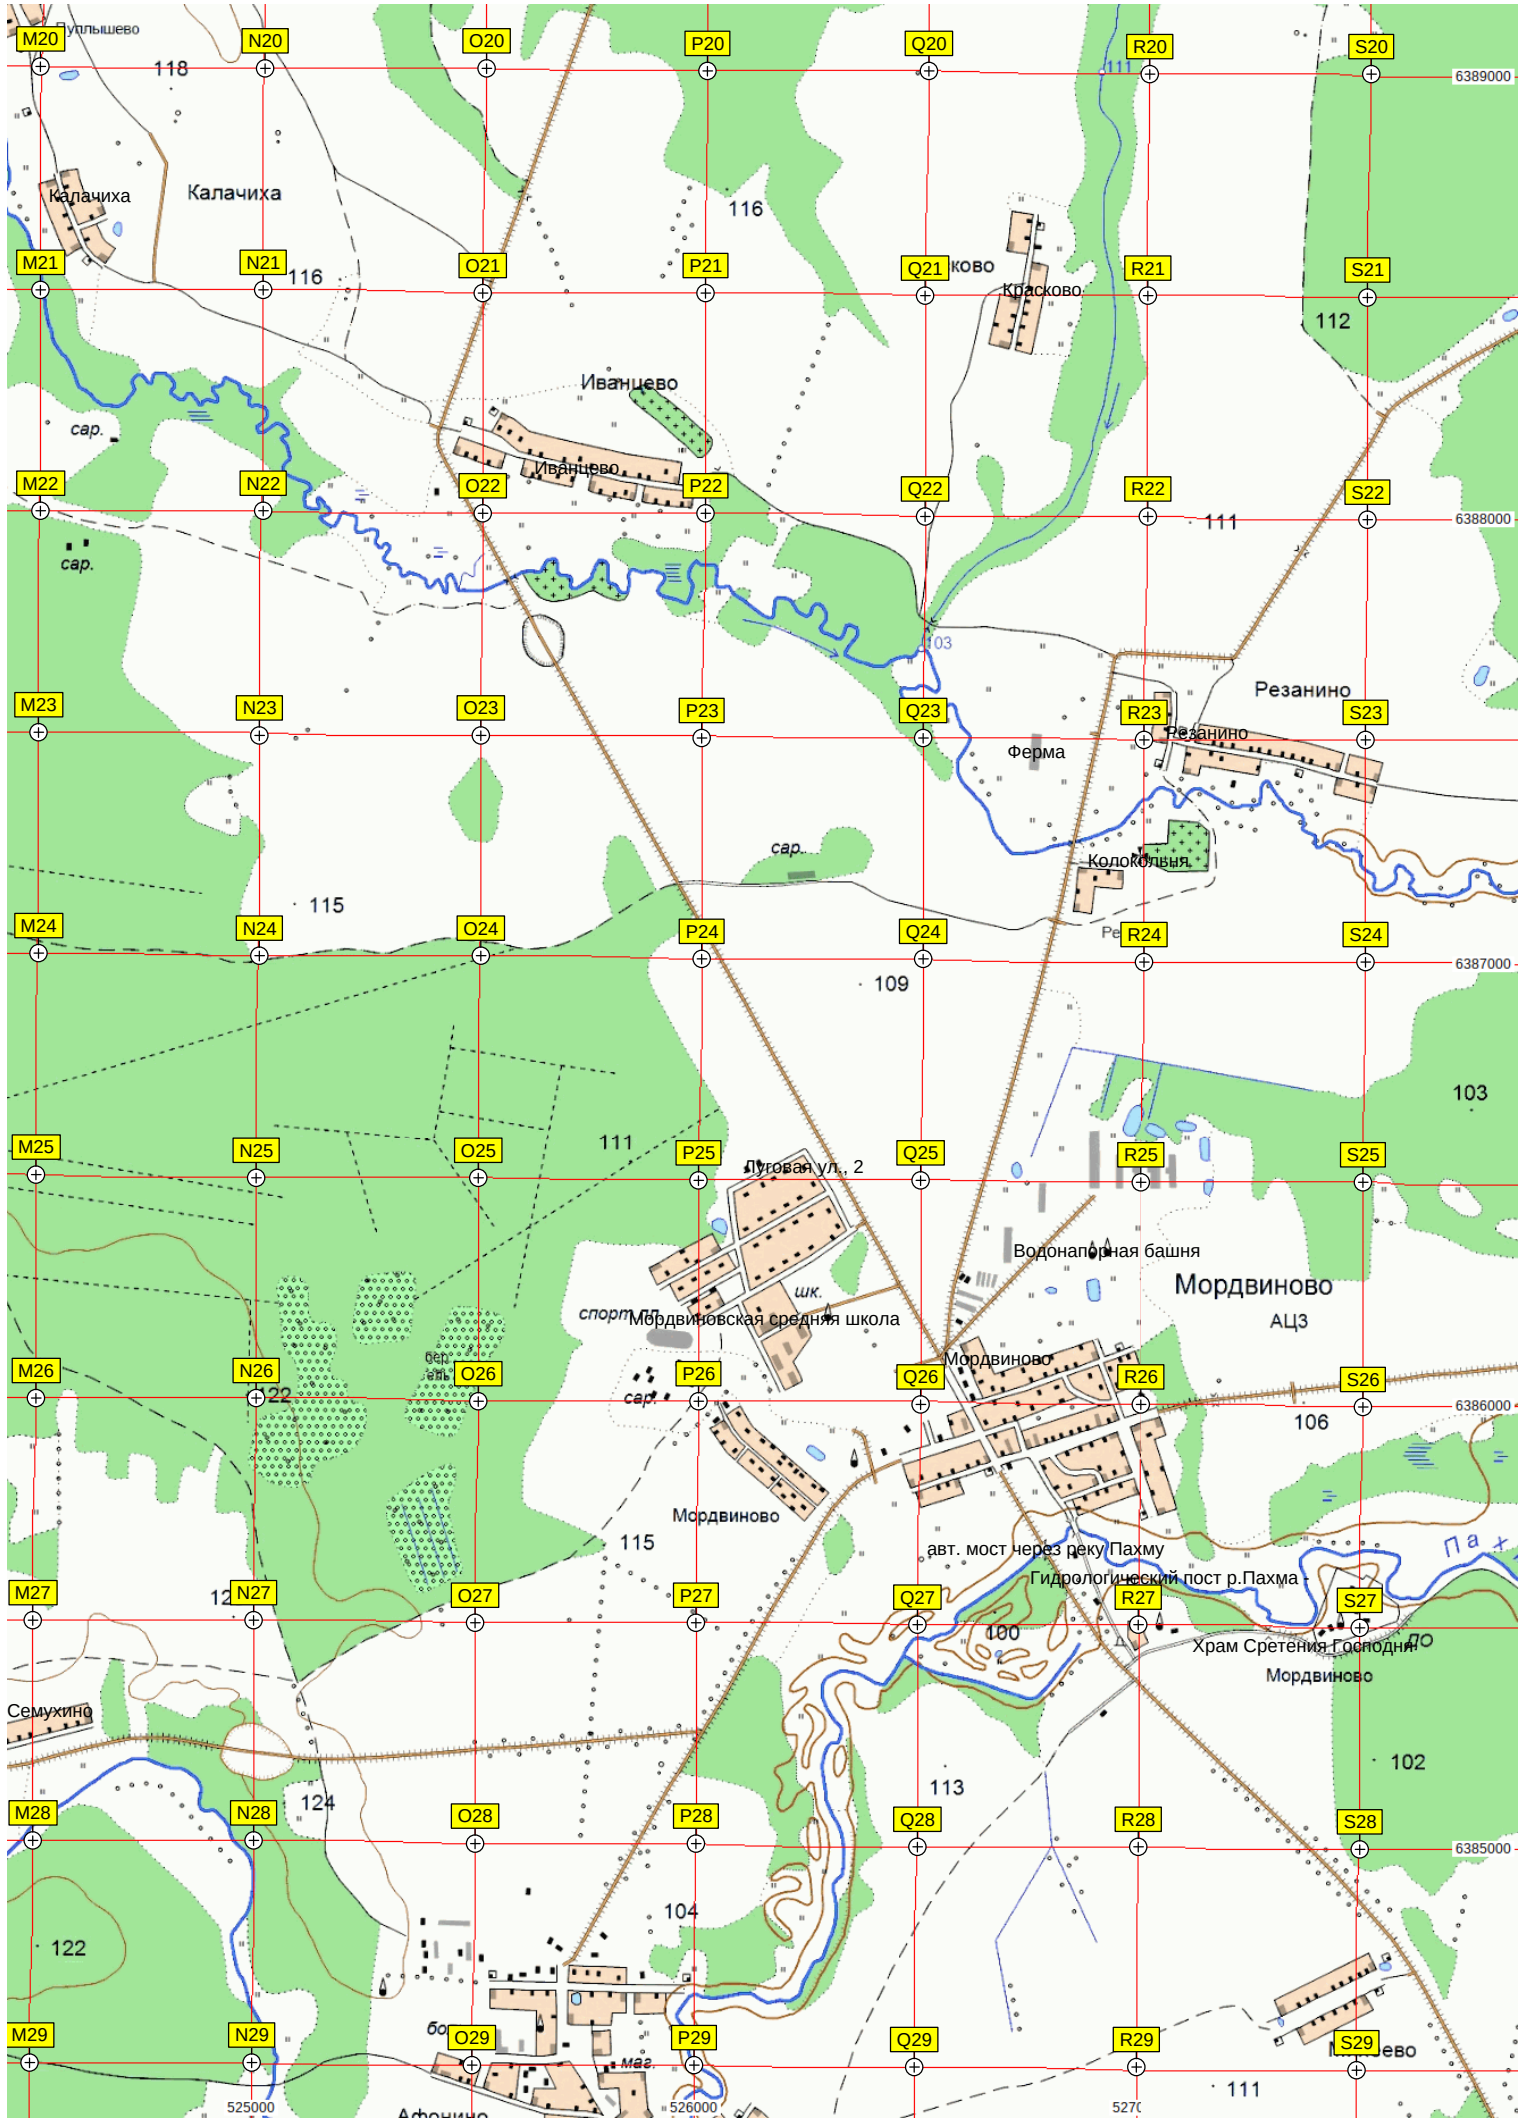 M20
N20
O20
P20
Q20
R20
S20
118
111
6389000
Калачиха
Калачиха
116
M21
N21
116
O21
P21
Q21
R21
S21
Красково
112
Иванцево
сар.
Иванцево
M22
N22
O22
P22
Q22
R22
S22
111
6388000
сар.
103
Резанино
M23
N23
O23
P23
Q23
R23
S23
Резанино
Ферма
сар.
Колокольня
115
M24
N24
O24
P24
Q24
R24
S24
6387000
109
103
111
M25
N25
O25
P25
Q25
R25
S25
Луговая ул., 2
Водонапорная башня
Мордвиново
АЦЗ
шк.
спорт.пл.
Мордвиновская средняя школа
Мордвиново
M26
N26
O26
P26
Q26
R26
S26
122
сар.
6386000
106
Мордвиново
115
авт. мост через реку Пахму
Пах
Гидрологический пост р.Пахма -
M27
N27
O27
P27
Q27
R27
S27
100
Храм Сретения Господня
Мордвиново
Семухино
102
113
124
M28
N28
O28
P28
Q28
R28
S28
6385000
104
122
M29
N29
O29
P29
Q29
R29
S29
маг.
111
525000
526000
Афонино